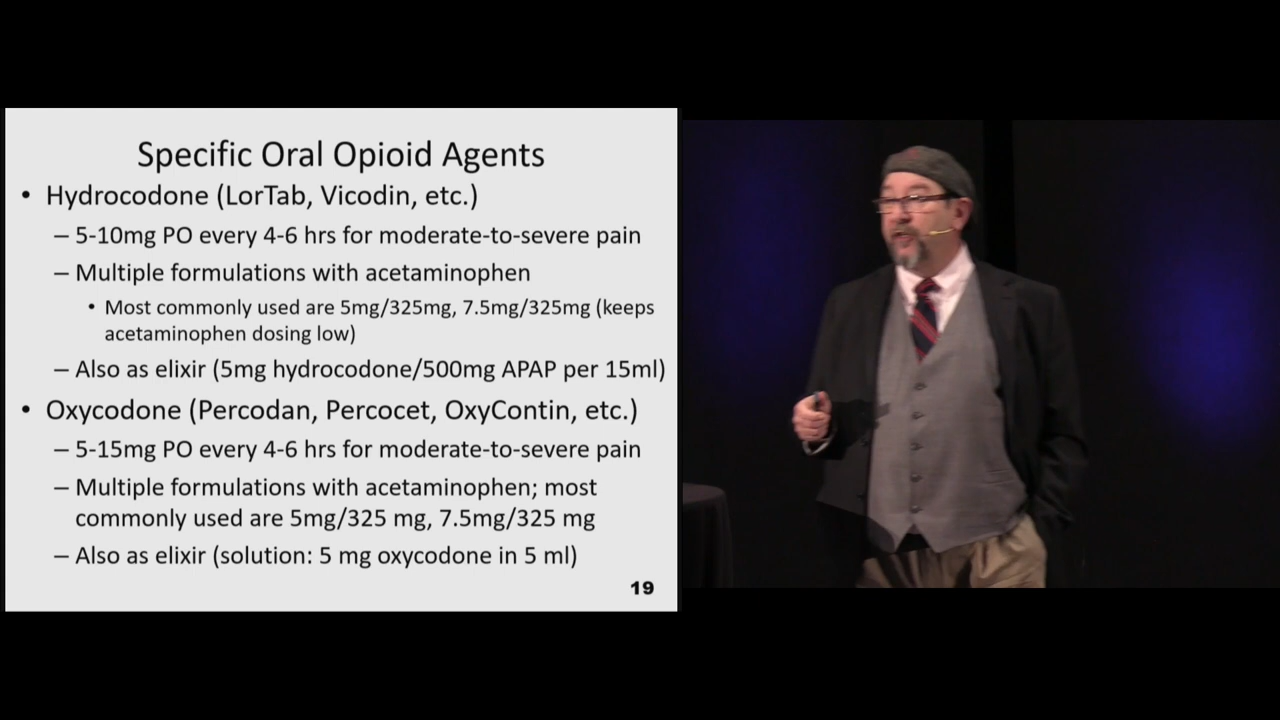 Specific Oral Opioid Agents
• Hydrocodone (LorTab, Vicodin, etc.)
– 5-10mg PO every 4-6 hrs for moderate-to-severe pain
– Multiple formulations with acetaminophen
• Most commonly used are 5mg/325mg, 7.5mg/325mg (keeps
acetaminophen dosing low)
– Also as elixir (5mg hydrocodone/500mg APAP per 15ml)
• Oxycodone (Percodan, Percocet, OxyContin, etc.)
– 5-15mg PO every 4-6 hrs for moderate-to-severe pain
– Multiple formulations with acetaminophen; most
commonly used are 5mg/325 mg, 7.5mg/325 mg
– Also as elixir (solution: 5 mg oxycodone in 5 ml)
19